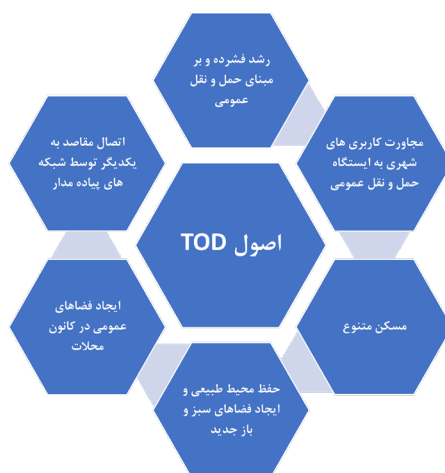 رشد فشرده و بر
مبنای حمل و نقل
عمومی
مجاورت کاربری های
شهری به ایستگاه
حمل و نقل عمومی
اتصال مقاصد به
یکدیگر توسط شبکه
های پیاده مدار
اصول TOD
مسکن متنوع
ایجاد فضاهای
عمومی در کانون
محلات
حفظ محیط طبیعی و
ایجاد فضاهای سبز و
باز جدید